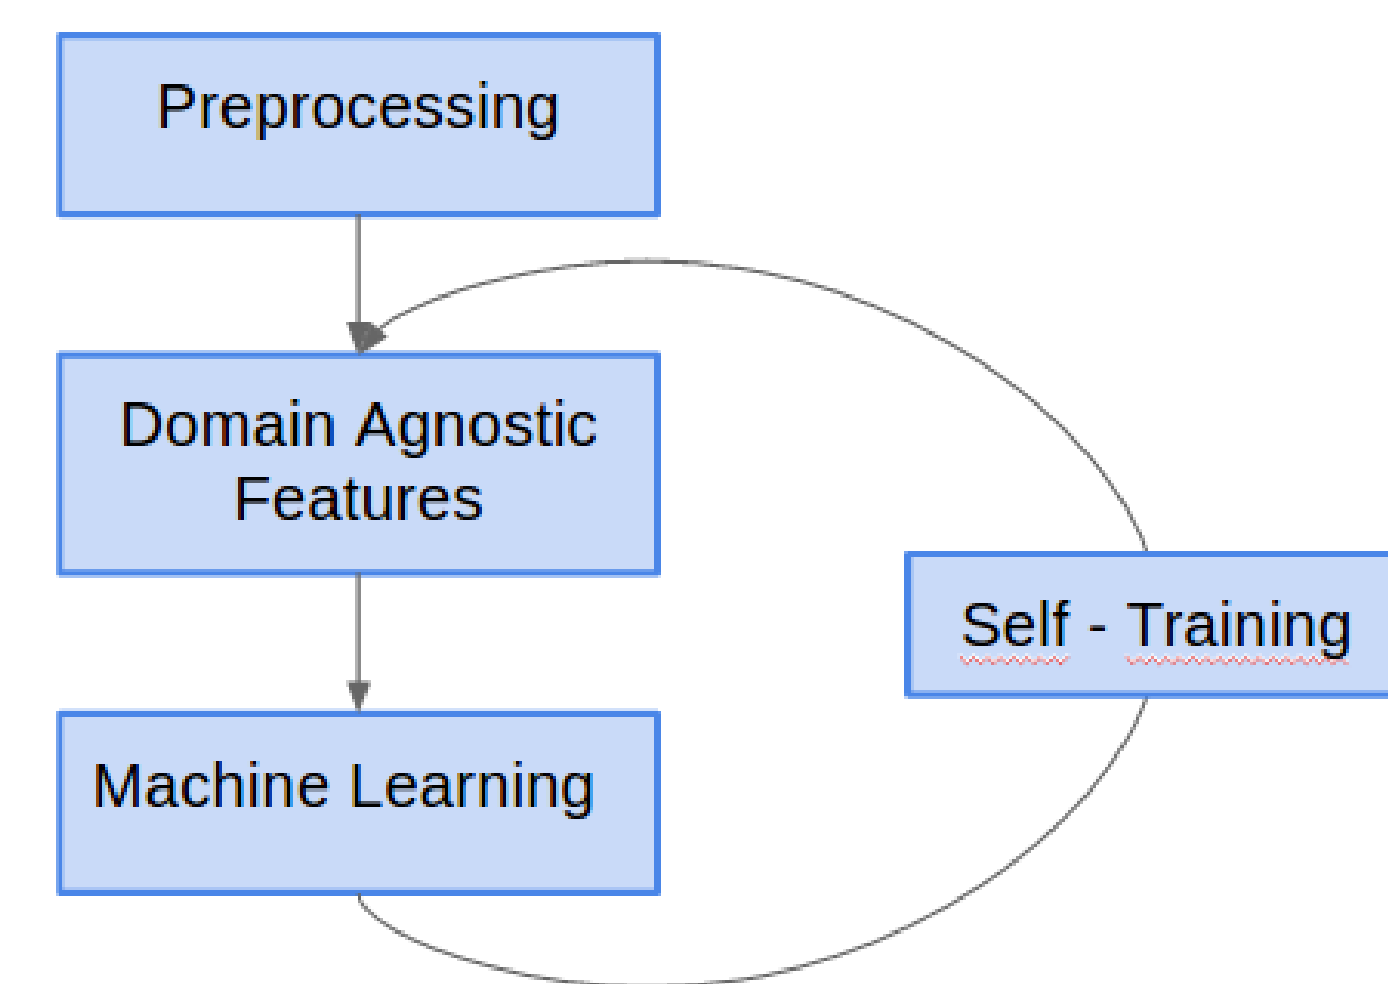 Preprocessing
Domain Agnostic
Features
Self - Training
Machine Learning